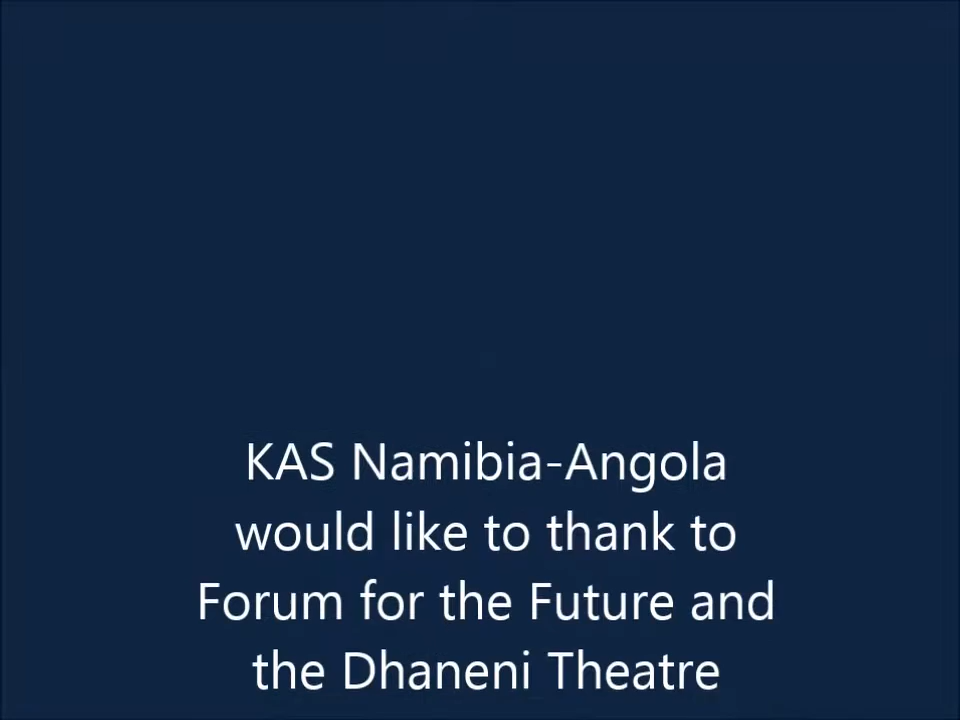 KAS Namibia-Angola
would like to thank to
Forum for the Future and
the Dhaneni Theatre